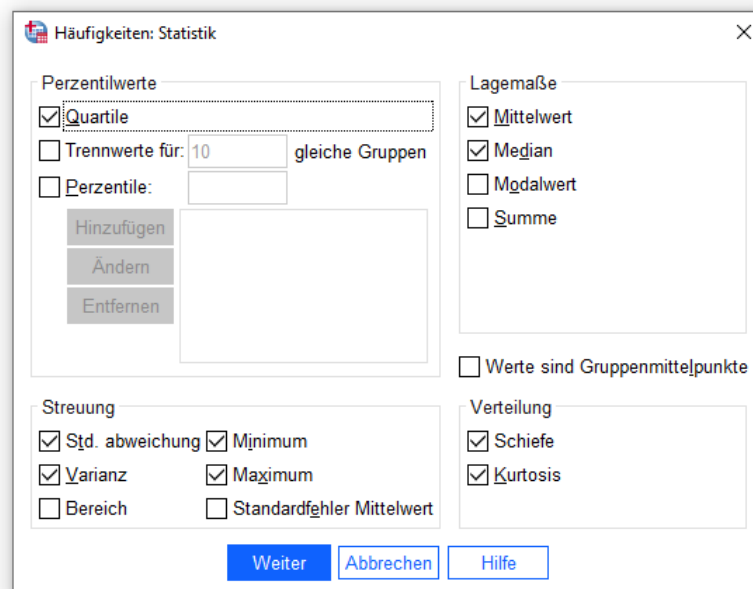 Häufigkeiten: Statistik
Perzentilwerte
Quartile
Trennwerte für: 10 gleiche Gruppen
Perzentile:
Hinzufügen
Ändern
Entfernen
Lagemaße
Mittelwert
Median
Modalwert
Summe
Werte sind Gruppenmittelpunkte
Streuung
Std. abweichung Minimum
Varianz Maximum
Bereich Standardfehler Mittelwert
Verteilung
Schiefe
Kurtosis
Weiter Abbrechen Hilfe